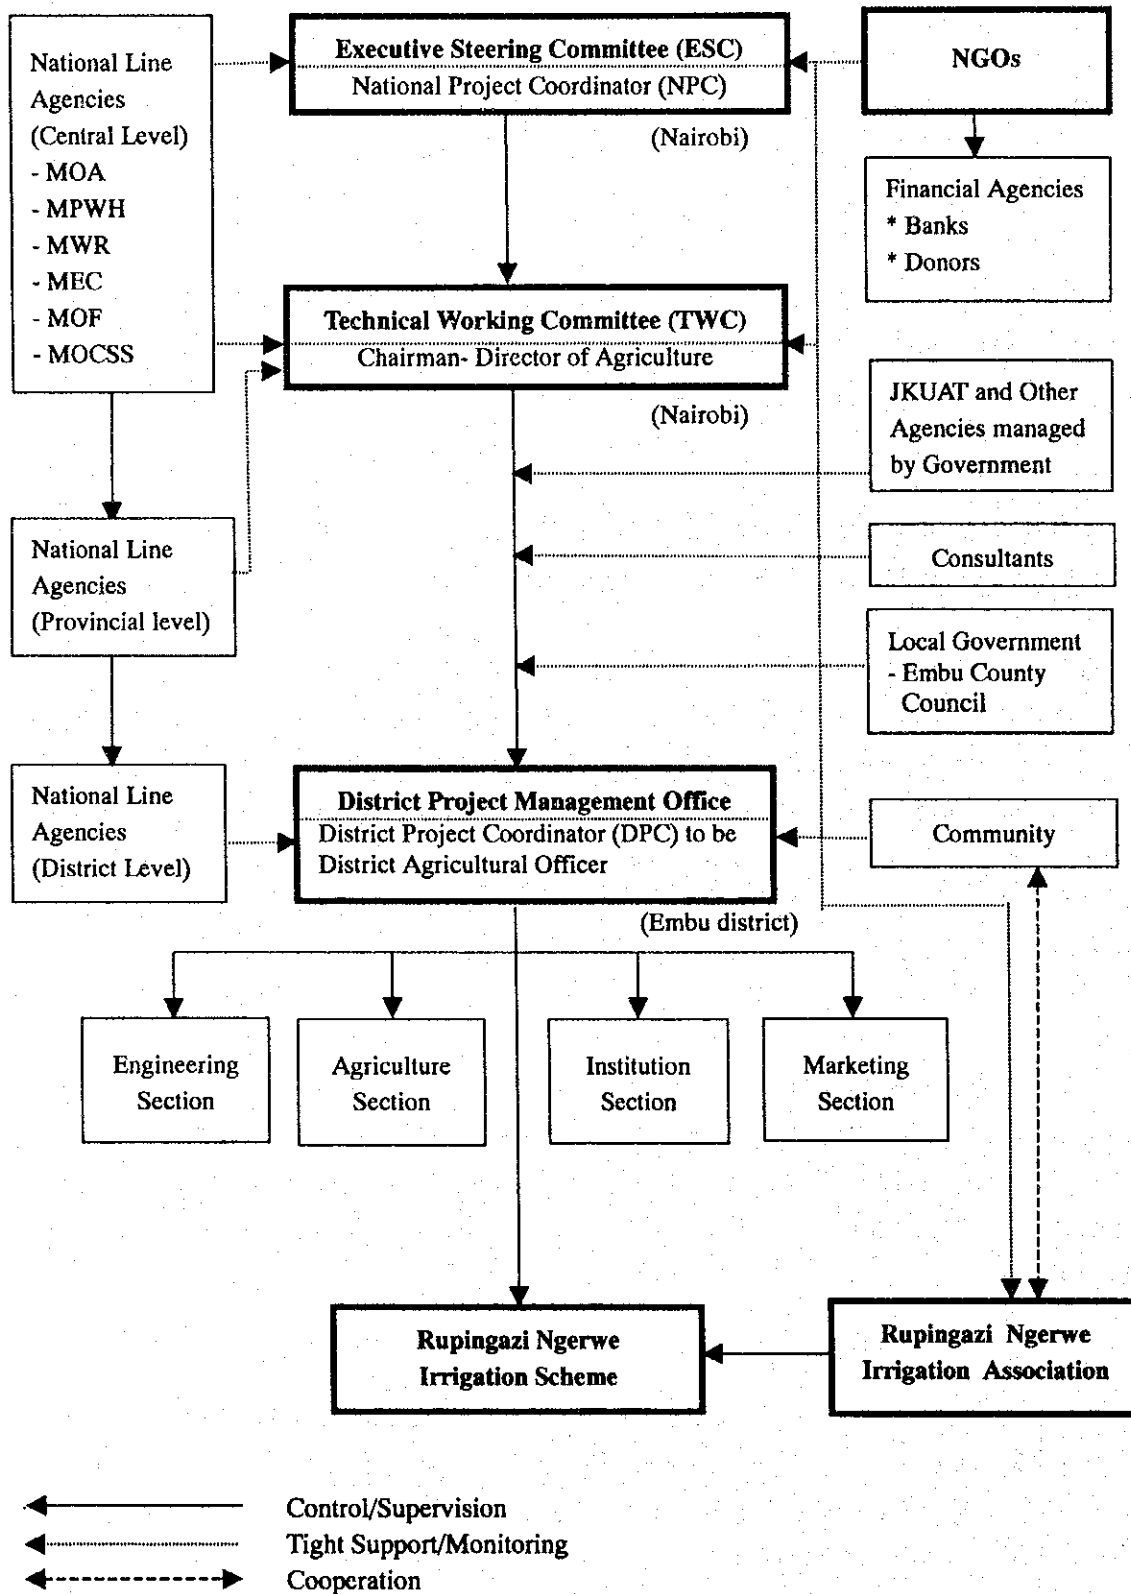 National Line
Agencies
(Central Level)
- MOA
- MPWH
- MWR
- MEC
- MOF
- MOCSS
Executive Steering Committee (ESC)
National Project Coordinator (NPC)
(Nairobi)
NGOs
Financial Agencies
* Banks
* Donors
Technical Working Committee (TWC)
Chairman- Director of Agriculture
(Nairobi)
JKUAT and Other
Agencies managed
by Government
National Line
Agencies
(Provincial level)
Consultants
Local Government
- Embu County
Council
National Line
Agencies
(District Level)
District Project Management Office
District Project Coordinator (DPC) to be
District Agricultural Officer
(Embu district)
Community
Engineering
Section
Agriculture
Section
Institution
Section
Marketing
Section
Rupingazi Ngerwe
Irrigation Scheme
Rupingazi Ngerwe
Irrigation Association
Control/Supervision
Tight Support/Monitoring
Cooperation